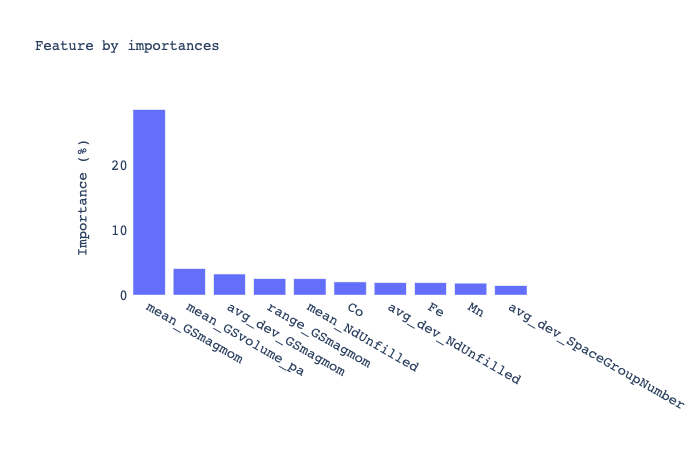 Feature by importances
Importance (%)
20
10
0
mean_GSmagmom
mean_GSvolume_pa
avg_dev_GSmagmom
range_GSmagmom
mean_NdUnfilled
Co
avg_dev_NdUnfilled
Fe
Mn
avg_dev_SpaceGroupNumber